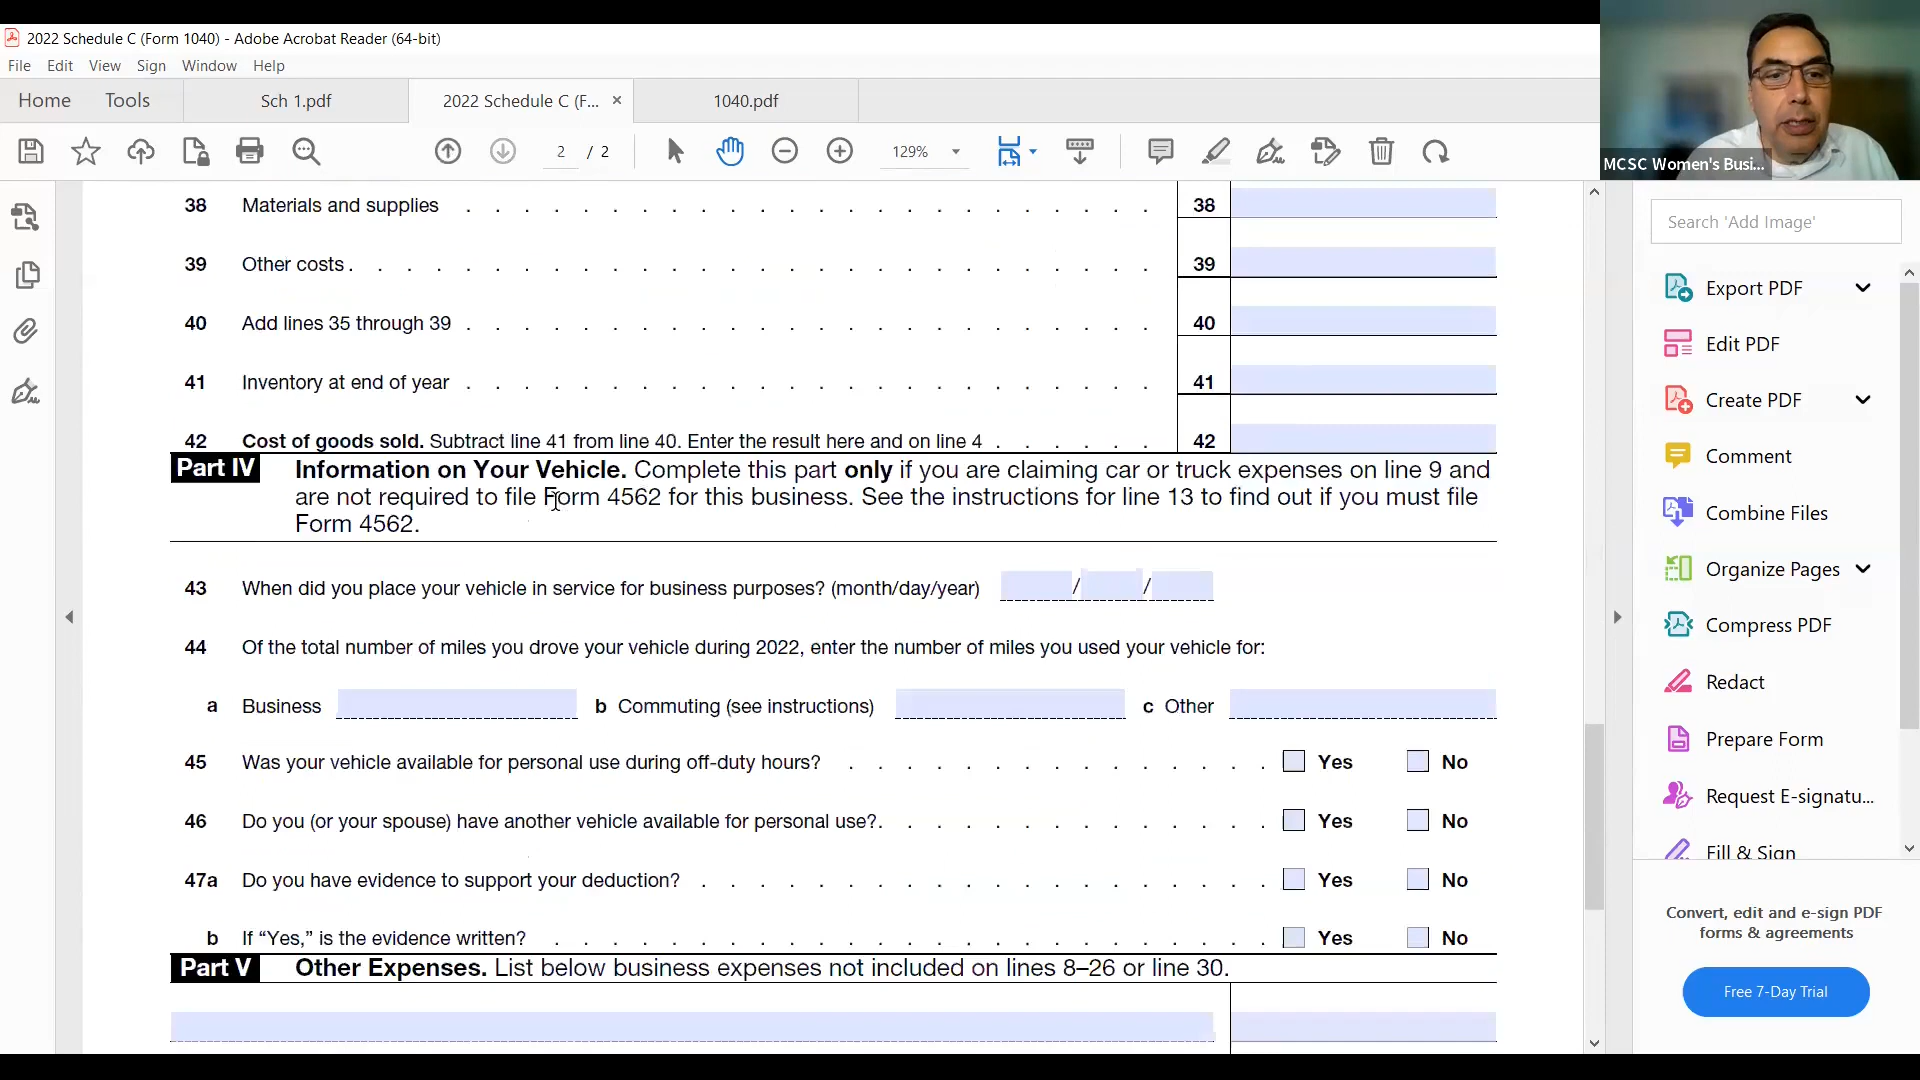 2022 Schedule C (Form 1040) - Adobe Acrobat Reader (64-bit)
File Edit View Sign Window Help
Home Tools Sch 1.pdf 2022 Schedule C (F... × 1040.pdf
2 / 2 129%
MCSC Women's Busi...
38 Materials and supplies . . . . . . . . . . . . . . . . . . . . . . . . 38
39 Other costs . . . . . . . . . . . . . . . . . . . . . . . . . . . . 39
40 Add lines 35 through 39 . . . . . . . . . . . . . . . . . . . . . . . . 40
41 Inventory at end of year . . . . . . . . . . . . . . . . . . . . . . . . 41
42 Cost of goods sold. Subtract line 41 from line 40. Enter the result here and on line 4 . . . . . . 42
Part IV Information on Your Vehicle. Complete this part only if you are claiming car or truck expenses on line 9 and
are not required to file Form 4562 for this business. See the instructions for line 13 to find out if you must file
Form 4562.
43 When did you place your vehicle in service for business purposes? (month/day/year) / /
44 Of the total number of miles you drove your vehicle during 2022, enter the number of miles you used your vehicle for:
a Business b Commuting (see instructions) c Other
45 Was your vehicle available for personal use during off-duty hours? . . . . . . . . . . . . . . . Yes No
46 Do you (or your spouse) have another vehicle available for personal use?. . . . . . . . . . . . . . Yes No
47a Do you have evidence to support your deduction? . . . . . . . . . . . . . . . . . . . . Yes No
b If “Yes,” is the evidence written? . . . . . . . . . . . . . . . . . . . . . . . . . Yes No
Part V Other Expenses. List below business expenses not included on lines 8–26 or line 30.
Search 'Add Image'
Export PDF
Edit PDF
Create PDF
Comment
Combine Files
Organize Pages
Compress PDF
Redact
Prepare Form
Request E-signatu...
Fill & Sign
Convert, edit and e-sign PDF
forms & agreements
Free 7-Day Trial